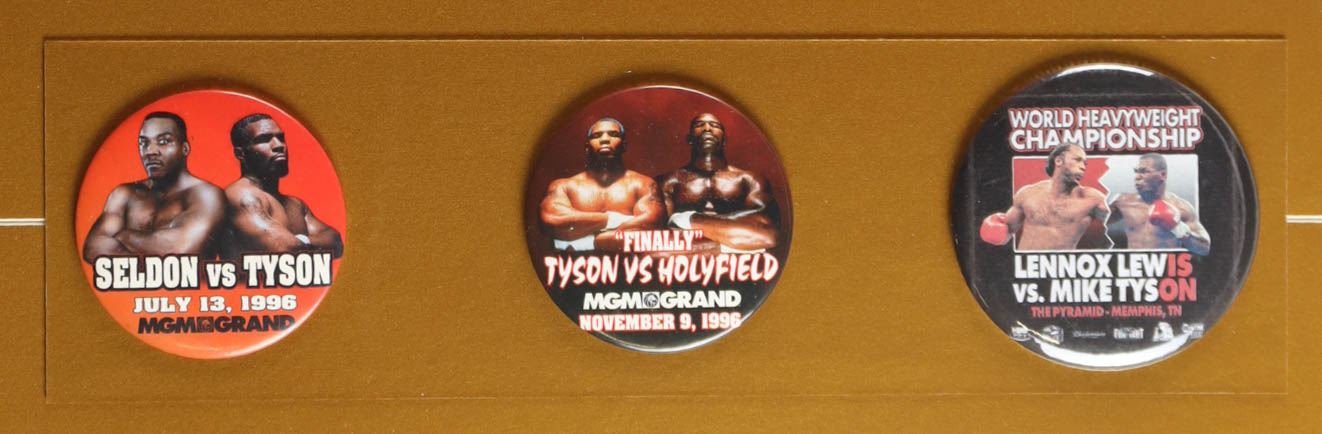 SELDON vs TYSON
JULY 13, 1996
MGM GRAND
"FINALLY"
TYSON VS HOLYFIELD
MGM GRAND
NOVEMBER 9, 1996
WORLD HEAVYWEIGHT
CHAMPIONSHIP
LENNOX LEWIS
VS. MIKE TYSON
THE PYRAMID - MEMPHIS, TN